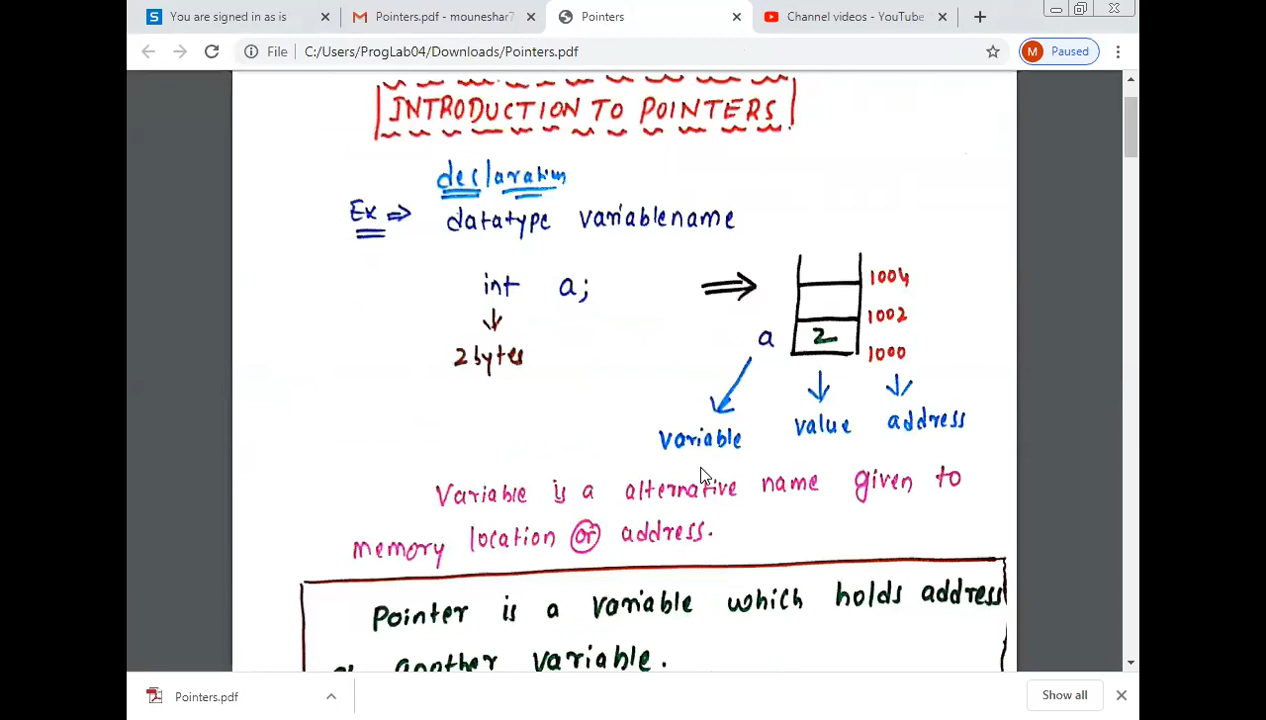 You are signed in as is
Pointers.pdf - mouneshar7
Pointers
Channel videos - YouTube
File C:/Users/ProgLab04/Downloads/Pointers.pdf
M Paused
INTRODUCTION TO POINTERS
declaration
Ex ⇒ datatype variablename
int a; ⇒
1004
1002
a 2
1000
2 bytes
variable value address
Variable is a alternative name given to
memory location or address.
Pointer is a variable which holds address
another variable.
Pointers.pdf
Show all